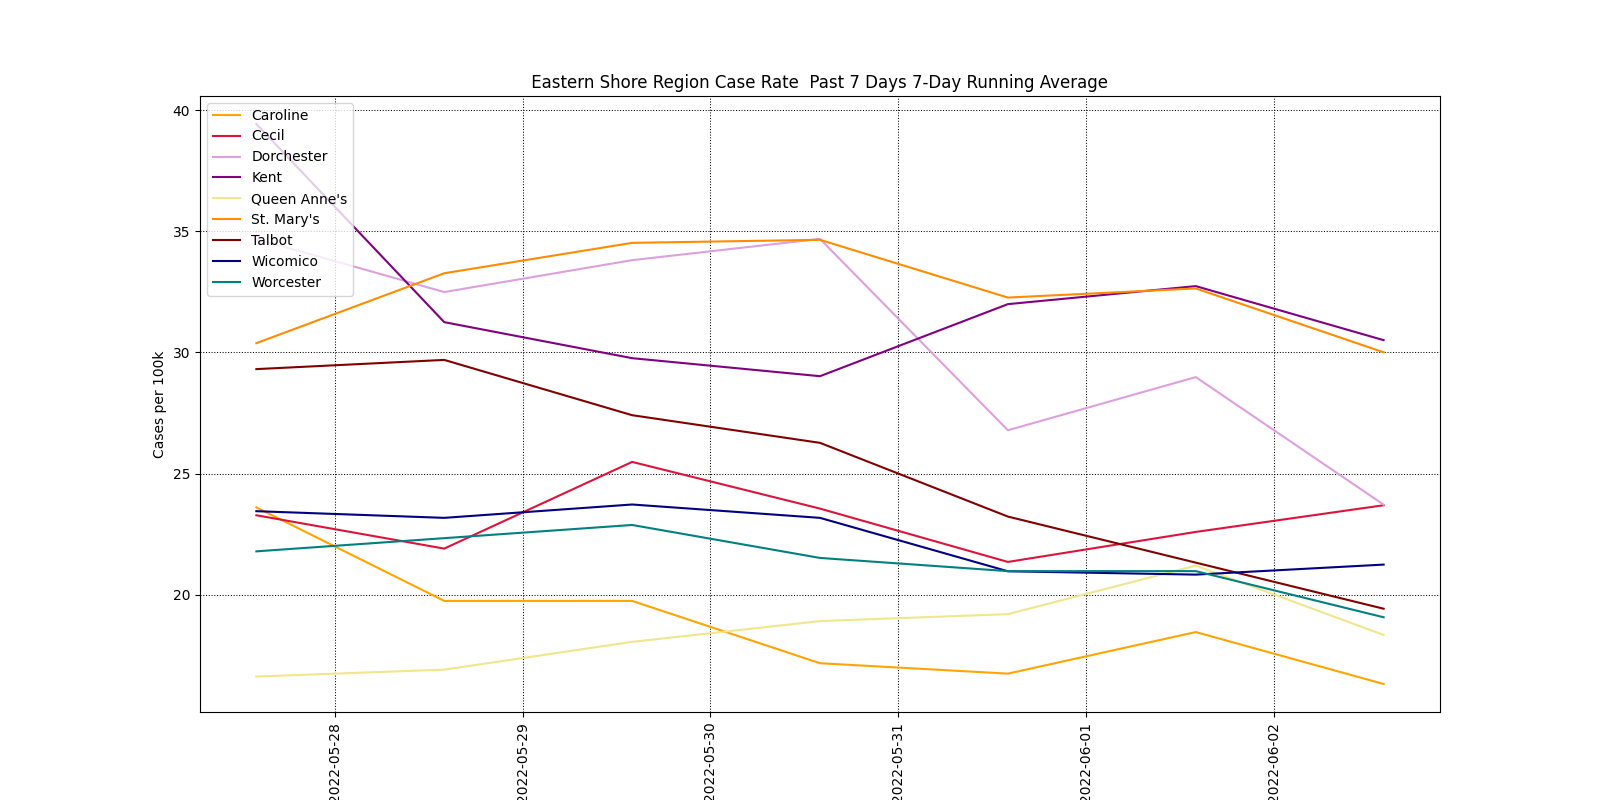 Eastern Shore Region Case Rate  Past 7 Days 7-Day Running Average
40
35
30
25
20
Cases per 100k
Caroline
Cecil
Dorchester
Kent
Queen Anne's
St. Mary's
Talbot
Wicomico
Worcester
2022-05-28
2022-05-29
2022-05-30
2022-05-31
2022-06-01
2022-06-02